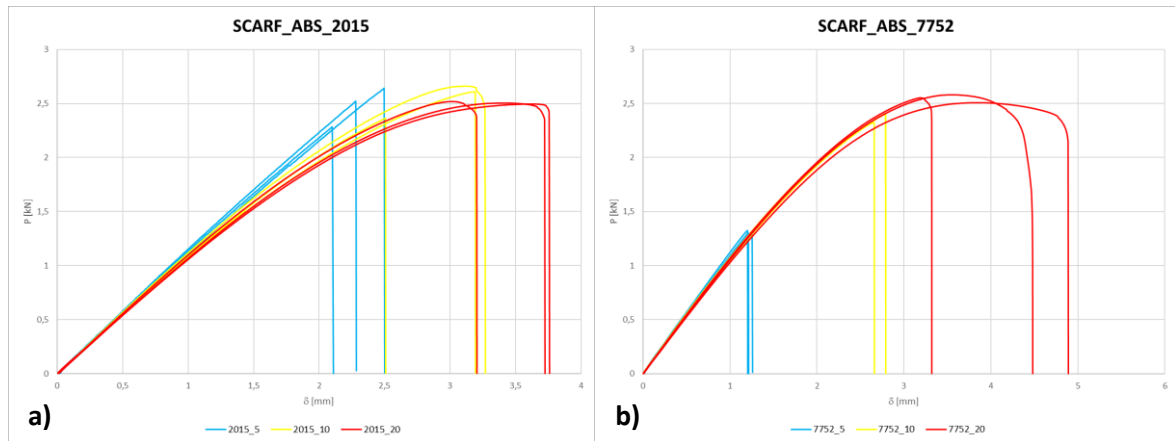 SCARF_ABS_2015
3
2,5
2
1,5
1
0,5
0
P [kN]
0 0,5 1 1,5 2 2,5 3 3,5 4
δ [mm]
2015_5 2015_10 2015_20
a)
SCARF_ABS_7752
3
2,5
2
1,5
1
0,5
0
P [kN]
0 1 2 3 4 5 6
δ [mm]
7752_5 7752_10 7752_20
b)